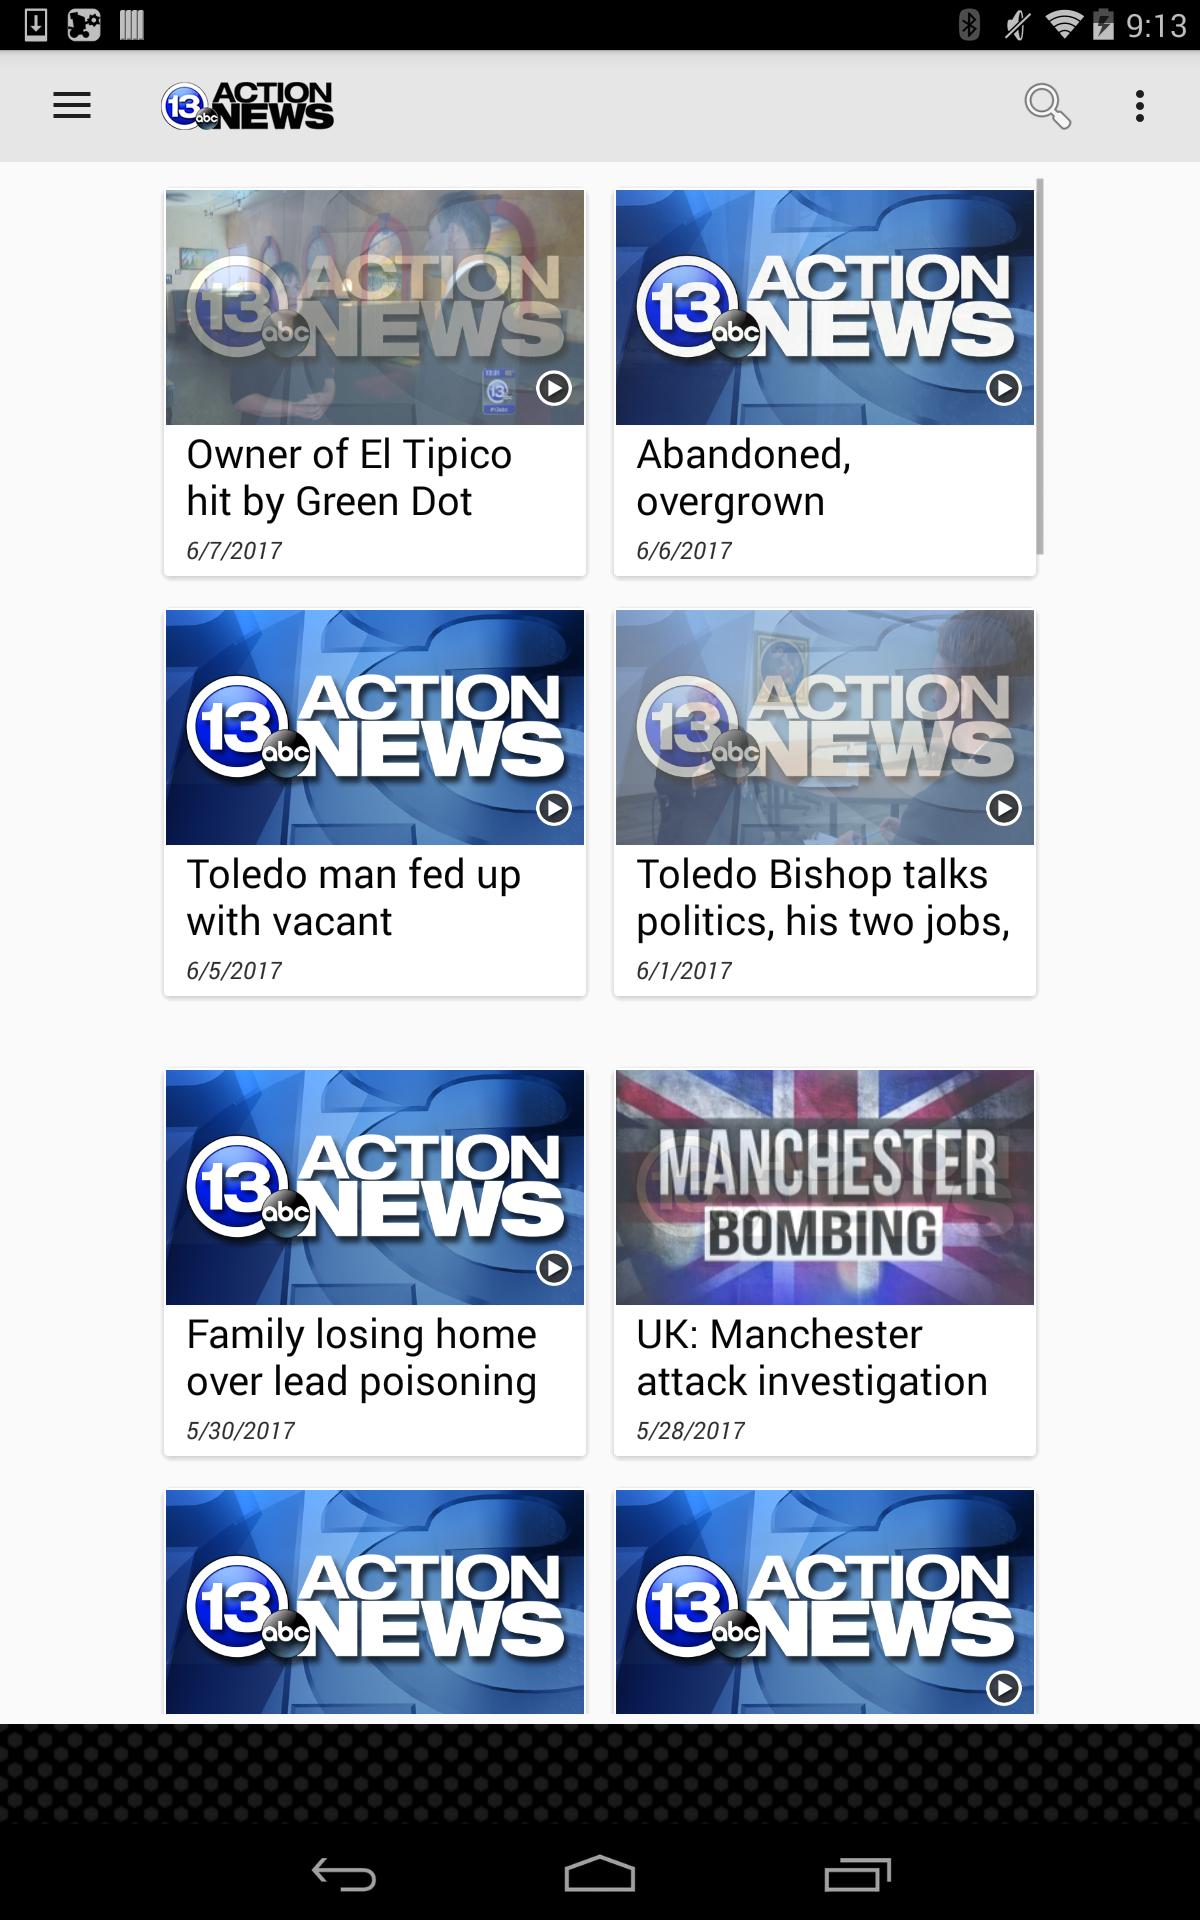 9:13
13 abc ACTION NEWS
13 abc ACTION NEWS
Owner of El Tipico
hit by Green Dot
6/7/2017
13 abc ACTION NEWS
Abandoned,
overgrown
6/6/2017
13 abc ACTION NEWS
Toledo man fed up
with vacant
6/5/2017
13 abc ACTION NEWS
Toledo Bishop talks
politics, his two jobs,
6/1/2017
13 abc ACTION NEWS
Family losing home
over lead poisoning
5/30/2017
MANCHESTER
BOMBING
UK: Manchester
attack investigation
5/28/2017
13 abc ACTION NEWS
13 abc ACTION NEWS